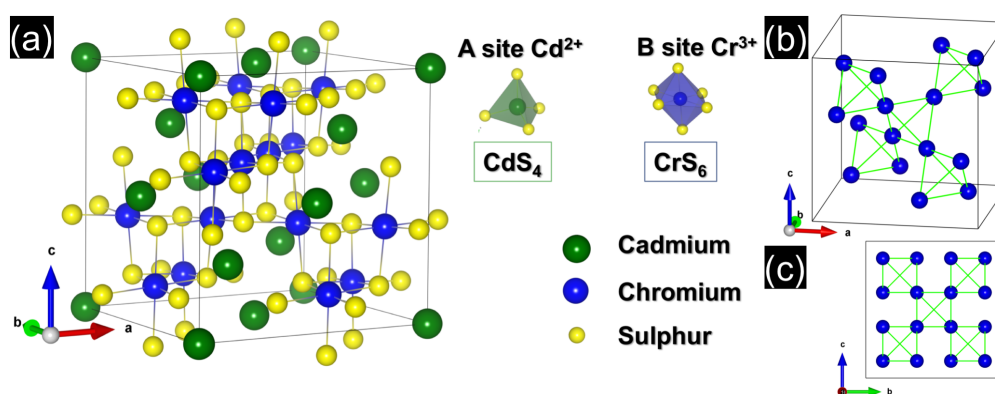 (a)
A site Cd²⁺
B site Cr³⁺
CdS₄
CrS₆
Cadmium
Chromium
Sulphur
c
b
a
(b)
c
b
a
(c)
c
b